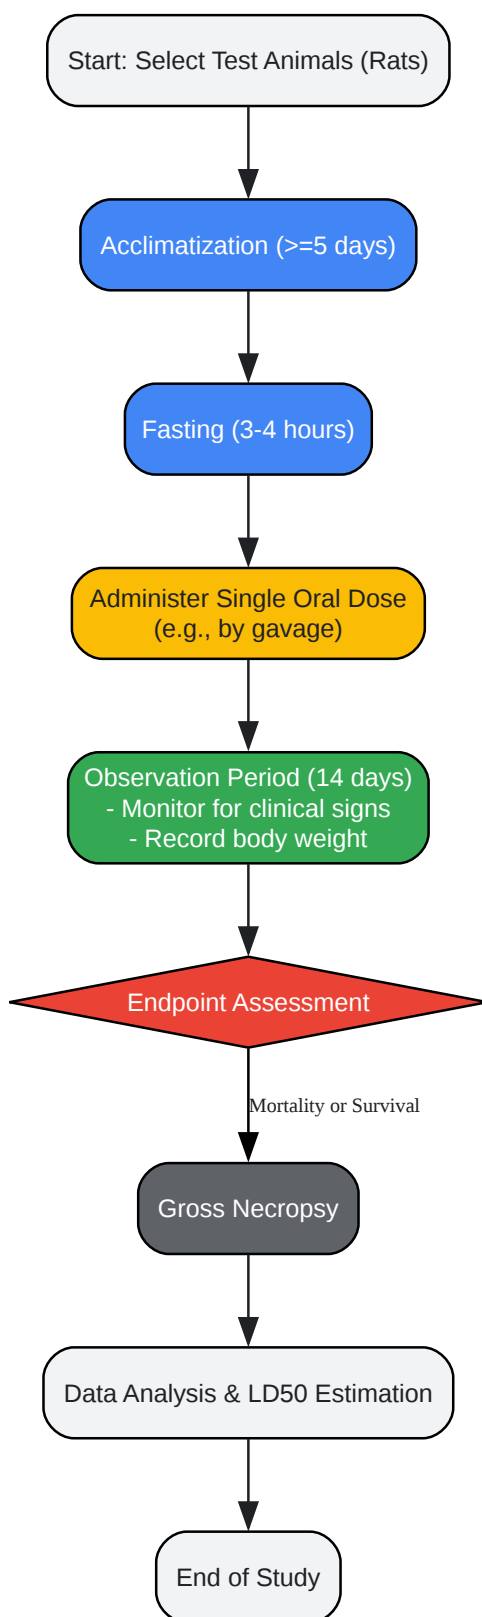 Start: Select Test Animals (Rats)
Acclimatization (>=5 days)
Fasting (3-4 hours)
Administer Single Oral Dose
(e.g., by gavage)
Observation Period (14 days)
- Monitor for clinical signs
- Record body weight
Endpoint Assessment
Mortality or Survival
Gross Necropsy
Data Analysis & LD50 Estimation
End of Study